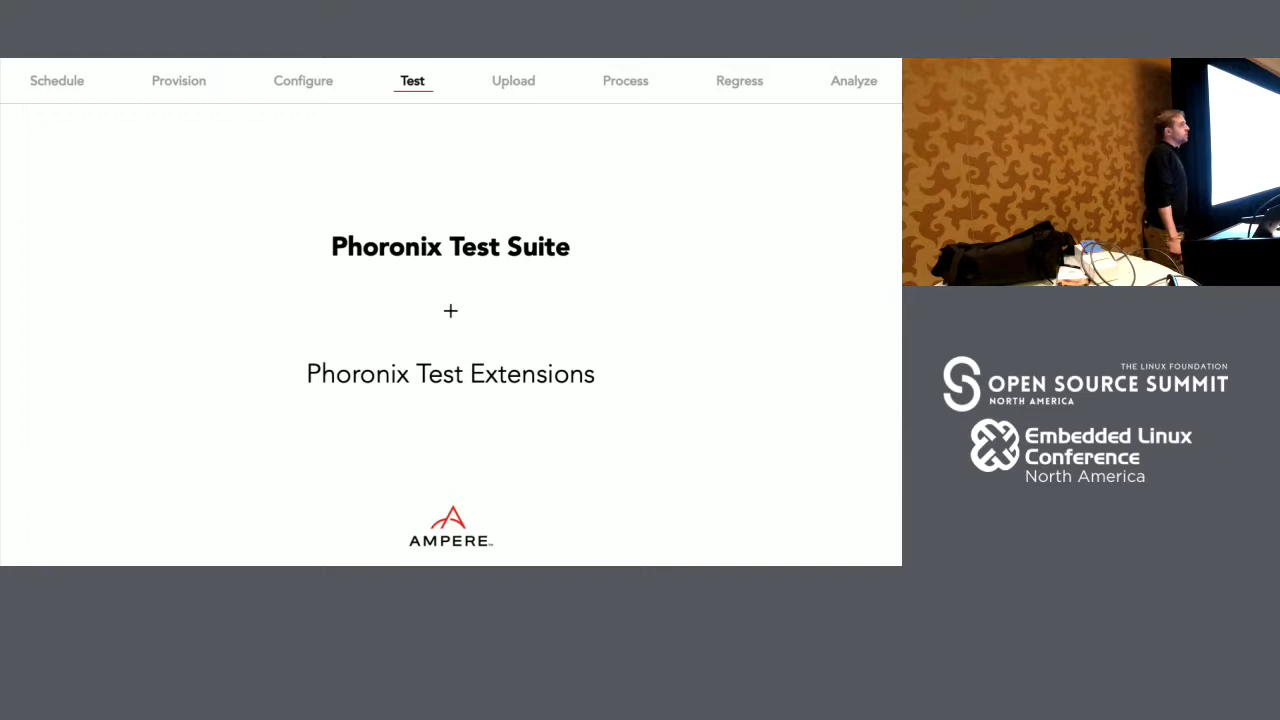 Schedule Provision Configure Test Upload Process Regress Analyze
Phoronix Test Suite
+
Phoronix Test Extensions
AMPERE™
THE LINUX FOUNDATION
OPEN SOURCE SUMMIT
NORTH AMERICA
Embedded Linux
Conference
North America